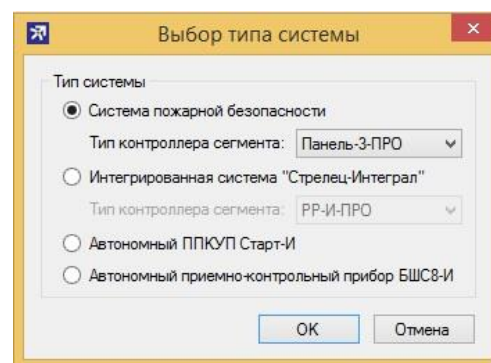 Выбор типа системы
Тип системы
Система пожарной безопасности
Тип контроллера сегмента: Панель-3-ПРО
Интегрированная система "Стрелец-Интеграл"
Тип контроллера сегмента: РР-И-ПРО
Автономный ППКУП Старт-И
Автономный приемно-контрольный прибор БШС8-И
OK Отмена